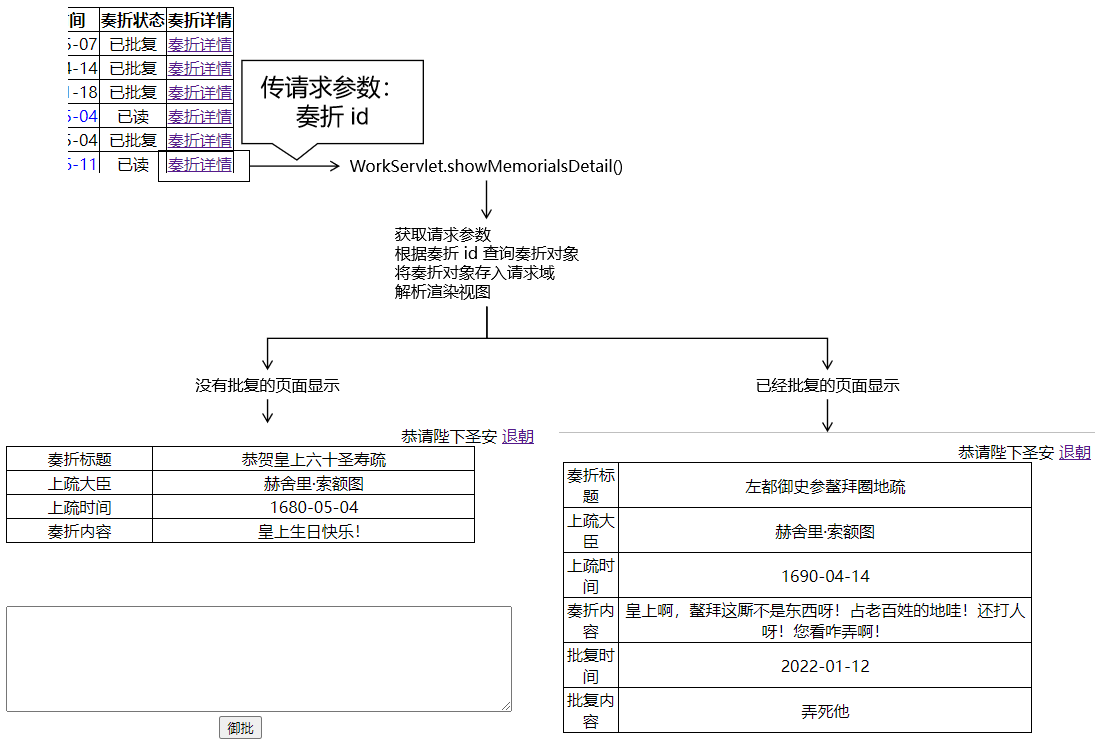 间 奏折状态 奏折详情
5-07 已批复 奏折详情
4-14 已批复 奏折详情
1-18 已批复 奏折详情
5-04 已读 奏折详情
5-04 已批复 奏折详情
5-11 已读 奏折详情
传请求参数：
奏折 id
WorkServlet.showMemorialsDetail()
获取请求参数
根据奏折 id 查询奏折对象
将奏折对象存入请求域
解析渲染视图
没有批复的页面显示
恭请陛下圣安 退朝
奏折标题 恭贺皇上六十圣寿疏
上疏大臣 赫舍里·索额图
上疏时间 1680-05-04
奏折内容 皇上生日快乐！
御批
已经批复的页面显示
恭请陛下圣安 退朝
奏折标
题
左都御史参鳌拜圈地疏
上疏大
臣
赫舍里·索额图
上疏时
间
1690-04-14
奏折内
容
皇上啊，鳌拜这厮不是东西呀！占老百姓的地哇！还打人
呀！您看咋弄啊！
批复时
间
2022-01-12
批复内
容
弄死他